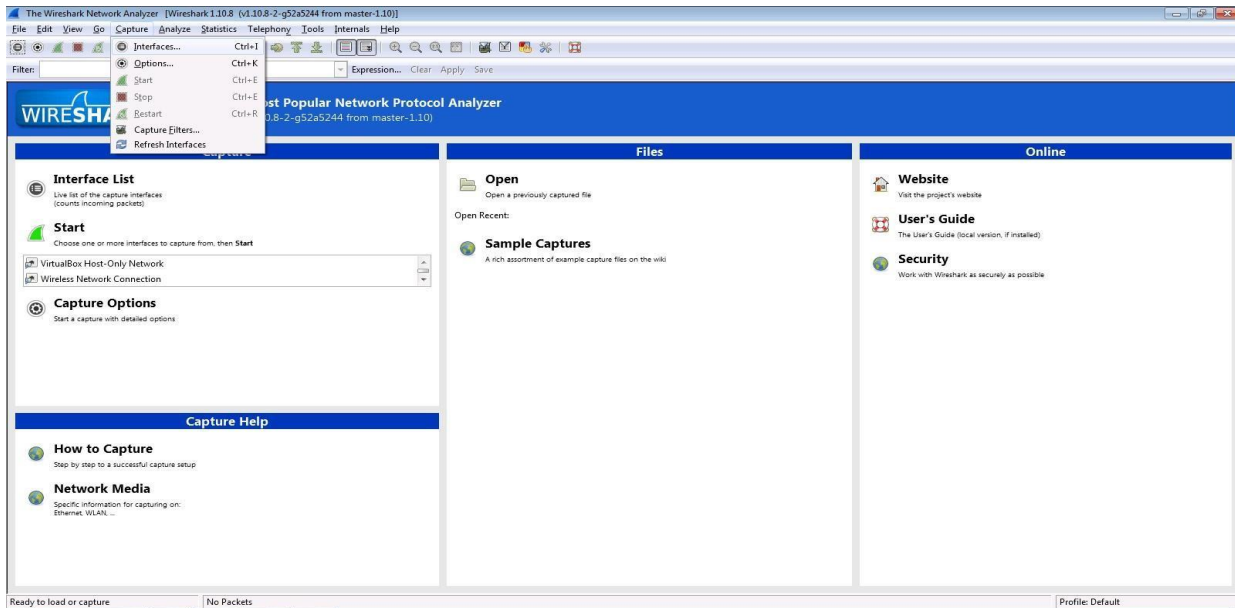 The Wireshark Network Analyzer [Wireshark 1.10.8 (v1.10.8-2-g52a5244 from master-1.10)]
File Edit View Go Capture Analyze Statistics Telephony Tools Internals Help
Interfaces... Ctrl+I
Options... Ctrl+K
Start Ctrl+E
Stop Ctrl+E
Restart Ctrl+R
Capture Filters...
Refresh Interfaces
Filter:
Expression... Clear Apply Save
WIRESHA
st Popular Network Protocol Analyzer
0.8-2-g52a5244 from master-1.10)
Capture
Interface List
Live list of the capture interfaces
(counts incoming packets)
Start
Choose one or more interfaces to capture from, then Start
VirtualBox Host-Only Network
Wireless Network Connection
Capture Options
Start a capture with detailed options
Capture Help
How to Capture
Step by step to a successful capture setup
Network Media
Specific information for capturing on:
Ethernet, WLAN, ...
Files
Open
Open a previously captured file
Open Recent:
Sample Captures
A rich assortment of example capture files on the wiki
Online
Website
Visit the project's website
User's Guide
The User's Guide (local version, if installed)
Security
Work with Wireshark as securely as possible
Ready to load or capture
No Packets
Profile: Default